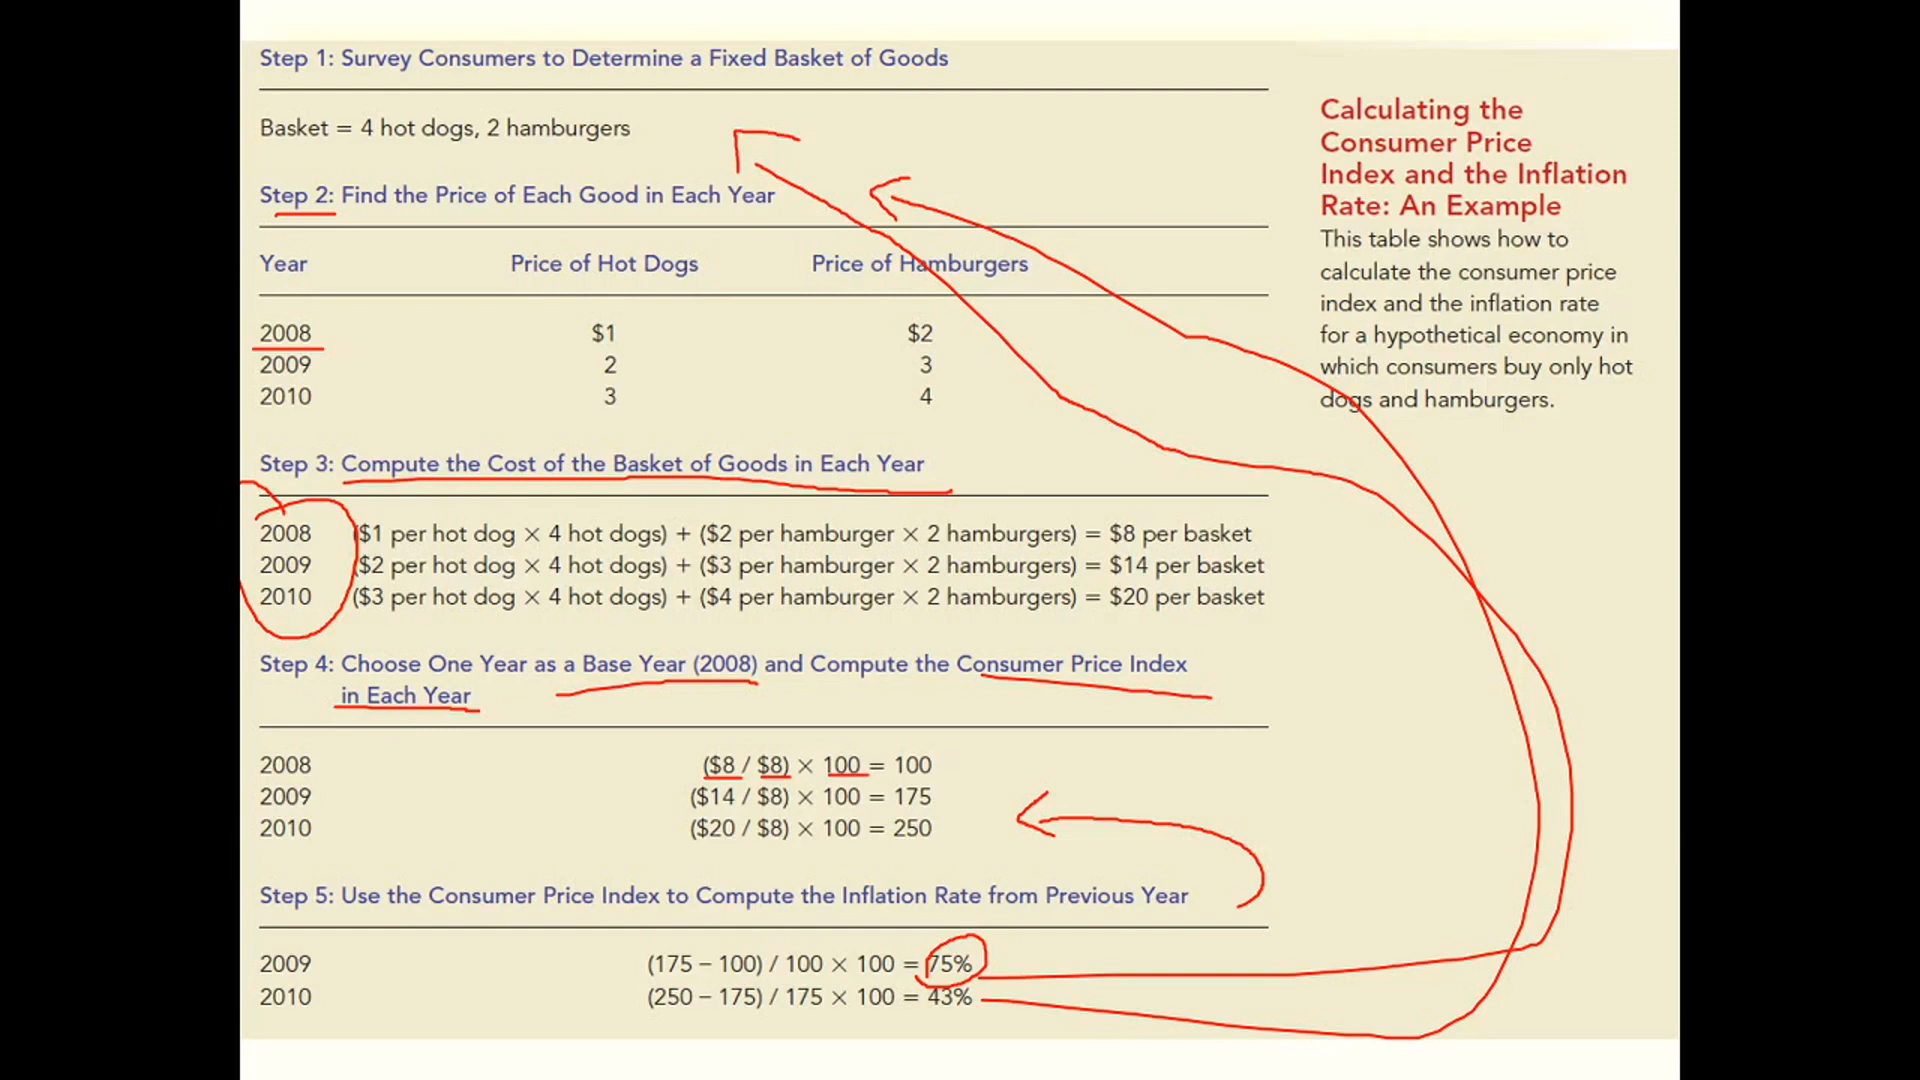 Step 1: Survey Consumers to Determine a Fixed Basket of Goods
Basket = 4 hot dogs, 2 hamburgers
Step 2: Find the Price of Each Good in Each Year
Year Price of Hot Dogs Price of Hamburgers
2008 $1 $2
2009 2 3
2010 3 4
Step 3: Compute the Cost of the Basket of Goods in Each Year
2008 ($1 per hot dog × 4 hot dogs) + ($2 per hamburger × 2 hamburgers) = $8 per basket
2009 ($2 per hot dog × 4 hot dogs) + ($3 per hamburger × 2 hamburgers) = $14 per basket
2010 ($3 per hot dog × 4 hot dogs) + ($4 per hamburger × 2 hamburgers) = $20 per basket
Step 4: Choose One Year as a Base Year (2008) and Compute the Consumer Price Index
in Each Year
2008 ($8 / $8) × 100 = 100
2009 ($14 / $8) × 100 = 175
2010 ($20 / $8) × 100 = 250
Step 5: Use the Consumer Price Index to Compute the Inflation Rate from Previous Year
2009 (175 – 100) / 100 × 100 = 75%
2010 (250 – 175) / 175 × 100 = 43%
Calculating the
Consumer Price
Index and the Inflation
Rate: An Example
This table shows how to
calculate the consumer price
index and the inflation rate
for a hypothetical economy in
which consumers buy only hot
dogs and hamburgers.